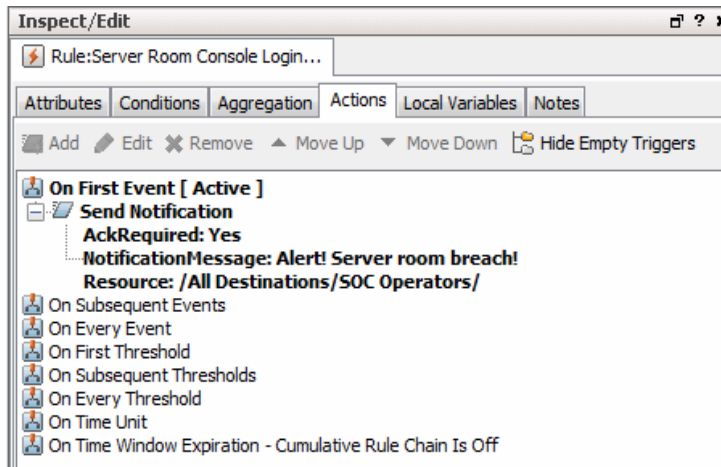 Inspect/Edit
Rule:Server Room Console Login...
Attributes Conditions Aggregation Actions Local Variables Notes
Add Edit Remove Move Up Move Down Hide Empty Triggers
On First Event [ Active ]
Send Notification
AckRequired: Yes
NotificationMessage: Alert! Server room breach!
Resource: /All Destinations/SOC Operators/
On Subsequent Events
On Every Event
On First Threshold
On Subsequent Thresholds
On Every Threshold
On Time Unit
On Time Window Expiration - Cumulative Rule Chain Is Off